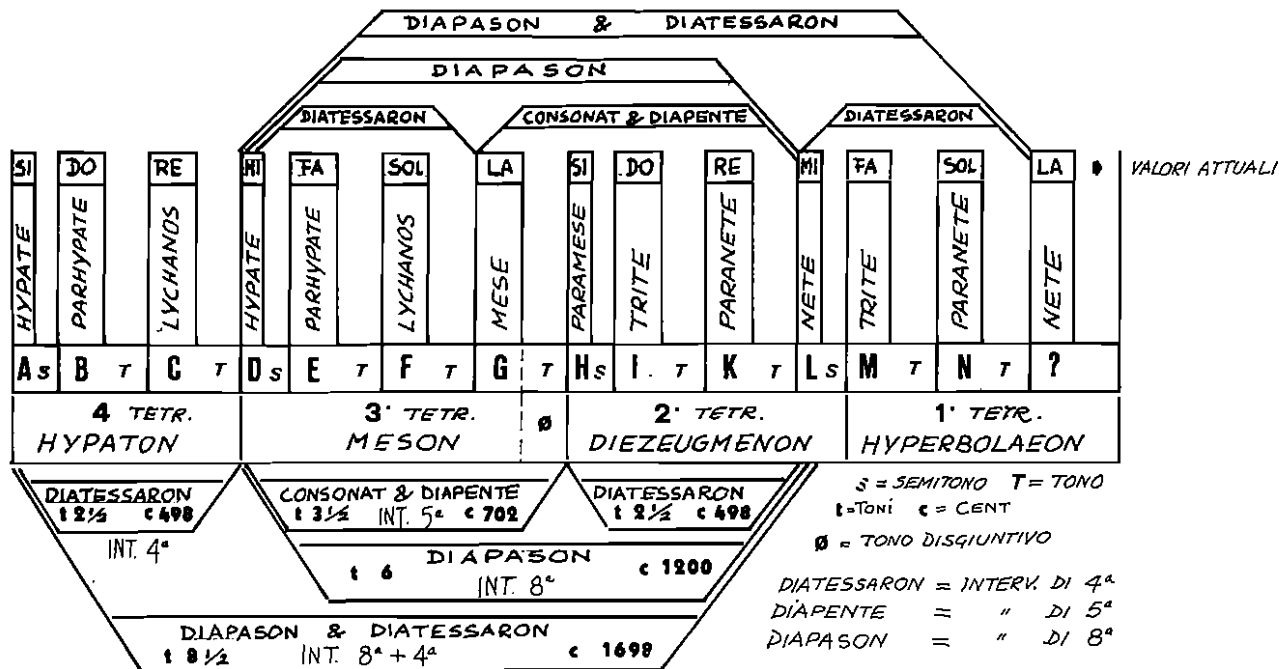 DIAPASON & DIATESSARON
DIAPASON
DIATESSARON CONSONAT & DIAPENTE DIATESSARON
SI DO RE MI FA SOL LA SI DO RE MI FA SOL LA VALORI ATTUALI
HYPATE PARHYPATE LYCHANOS HYPATE PARHYPATE LYCHANOS MESE PARAMESE TRITE PARANETE NETE TRITE PARANETE NETE
A s B T C T D s E T F T G T H s I. T K T L s M T N T ?
4 TETR. 3° TETR. Ø 2° TETR. 1° TETR.
HYPATON MESON DIEZEUGMENON HYPERBOLAEON
DIATESSARON CONSONAT & DIAPENTE DIATESSARON
t 2½ c 498 t 3½ INT. 5ª c 702 t 2½ c 498
INT. 4ª
DIAPASON
t 6 INT. 8ª c 1200
DIAPASON & DIATESSARON
t 8½ INT. 8ª + 4ª c 1698
s = SEMITONO T = TONO
t = TONI c = CENT
Ø = TONO DISGIUNTIVO
DIATESSARON = INTERV. DI 4ª
DIAPENTE = " DI 5ª
DIAPASON = " DI 8ª